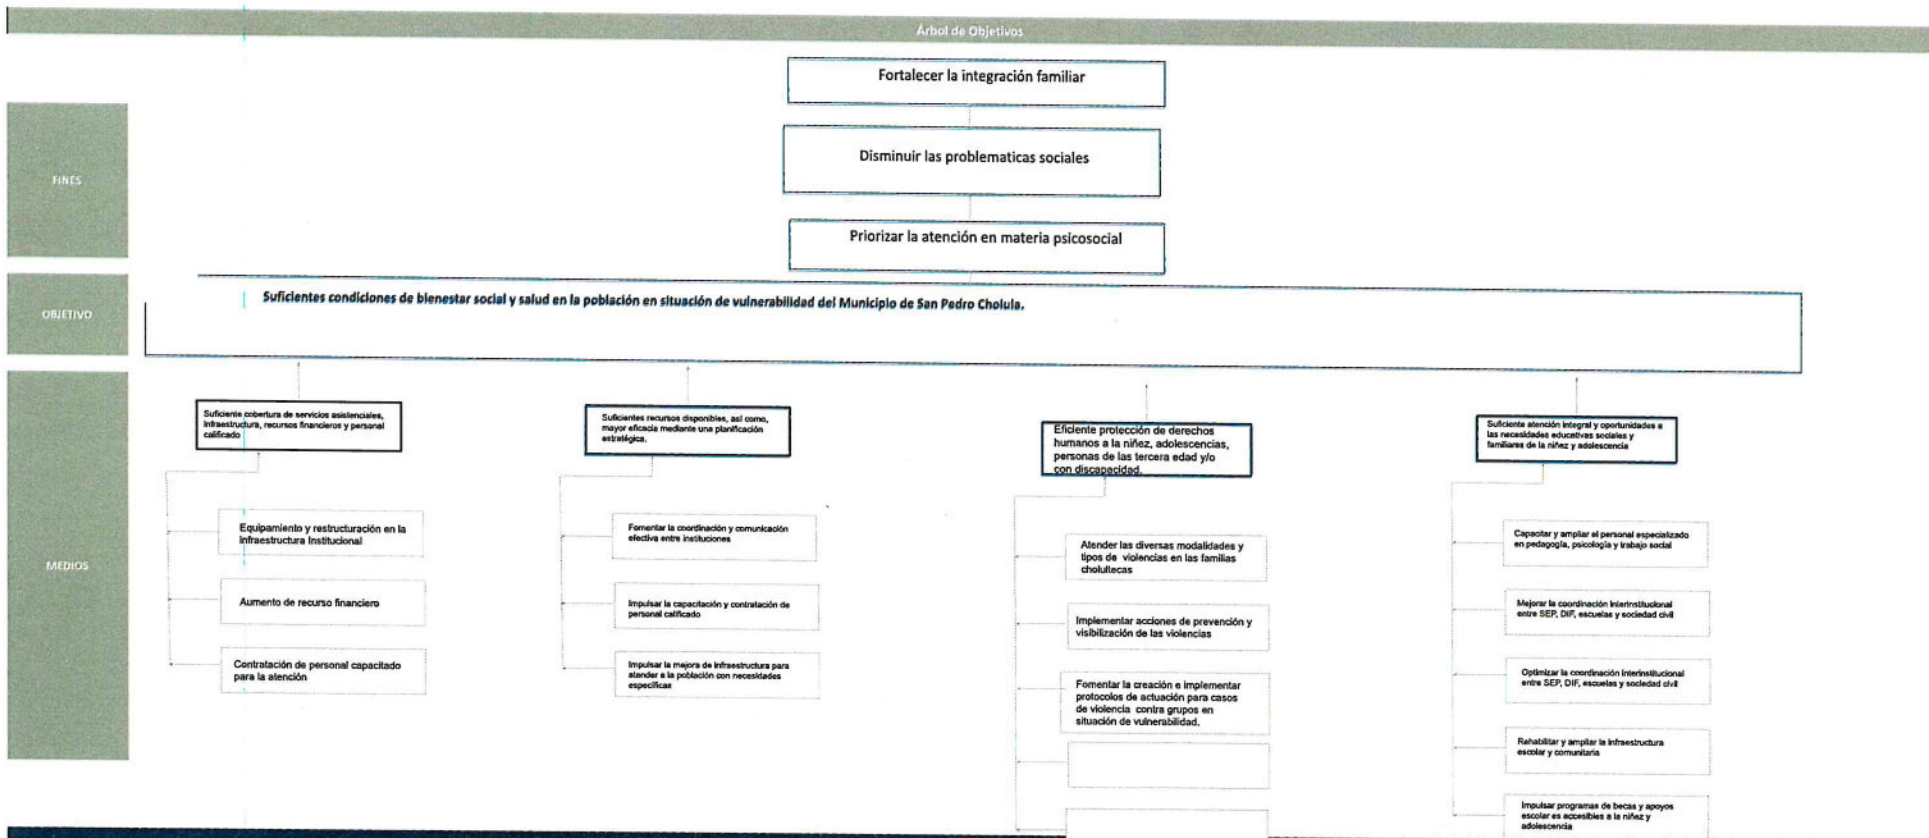 Árbol de Objetivos
FINES
Fortalecer la integración familiar
Disminuir las problematicas sociales
Priorizar la atención en materia psicosocial
OBJETIVO
Suficientes condiciones de bienestar social y salud en la población en situación de vulnerabilidad del Municipio de San Pedro Cholula.
MEDIOS
Suficiente cobertura de servicios asistenciales,
Infraestructura, recursos financieros y personal
calificado
Equipamiento y restructuración en la
Infraestructura Institucional
Aumento de recurso financiero
Contratación de personal capacitado
para la atención
Suficientes recursos disponibles, así como,
mayor eficacia mediante una planificación
estratégica.
Fomentar la coordinación y comunicación
efectiva entre instituciones
Impulsar la capacitación y contratación de
personal calificado
Impulsar la mejora de infraestructura para
atender a la población con necesidades
específicas
Eficiente protección de derechos
humanos a la niñez, adolescencias,
personas de las tercera edad y/o
con discapacidad.
Atender las diversas modalidades y
tipos de violencias en las familias
cholultecas
Implementar acciones de prevención y
visibilización de las violencias
Fomentar la creación e implementar
protocolos de actuación para casos
de violencia contra grupos en
situación de vulnerabilidad.
Suficiente atención integral y oportunidades a
las necesidades educativas sociales y
familiares de la niñez y adolescencia
Capacitar y ampliar el personal especializado
en pedagogía, psicología y trabajo social
Mejorar la coordinación interinstitucional
entre SEP, DIF, escuelas y sociedad civil
Optimizar la coordinación interinstitucional
entre SEP, DIF, escuelas y sociedad civil
Rehabilitar y ampliar la infraestructura
escolar y comunitaria
Impulsar programas de becas y apoyos
escolar es accesibles a la niñez y
adolescencia